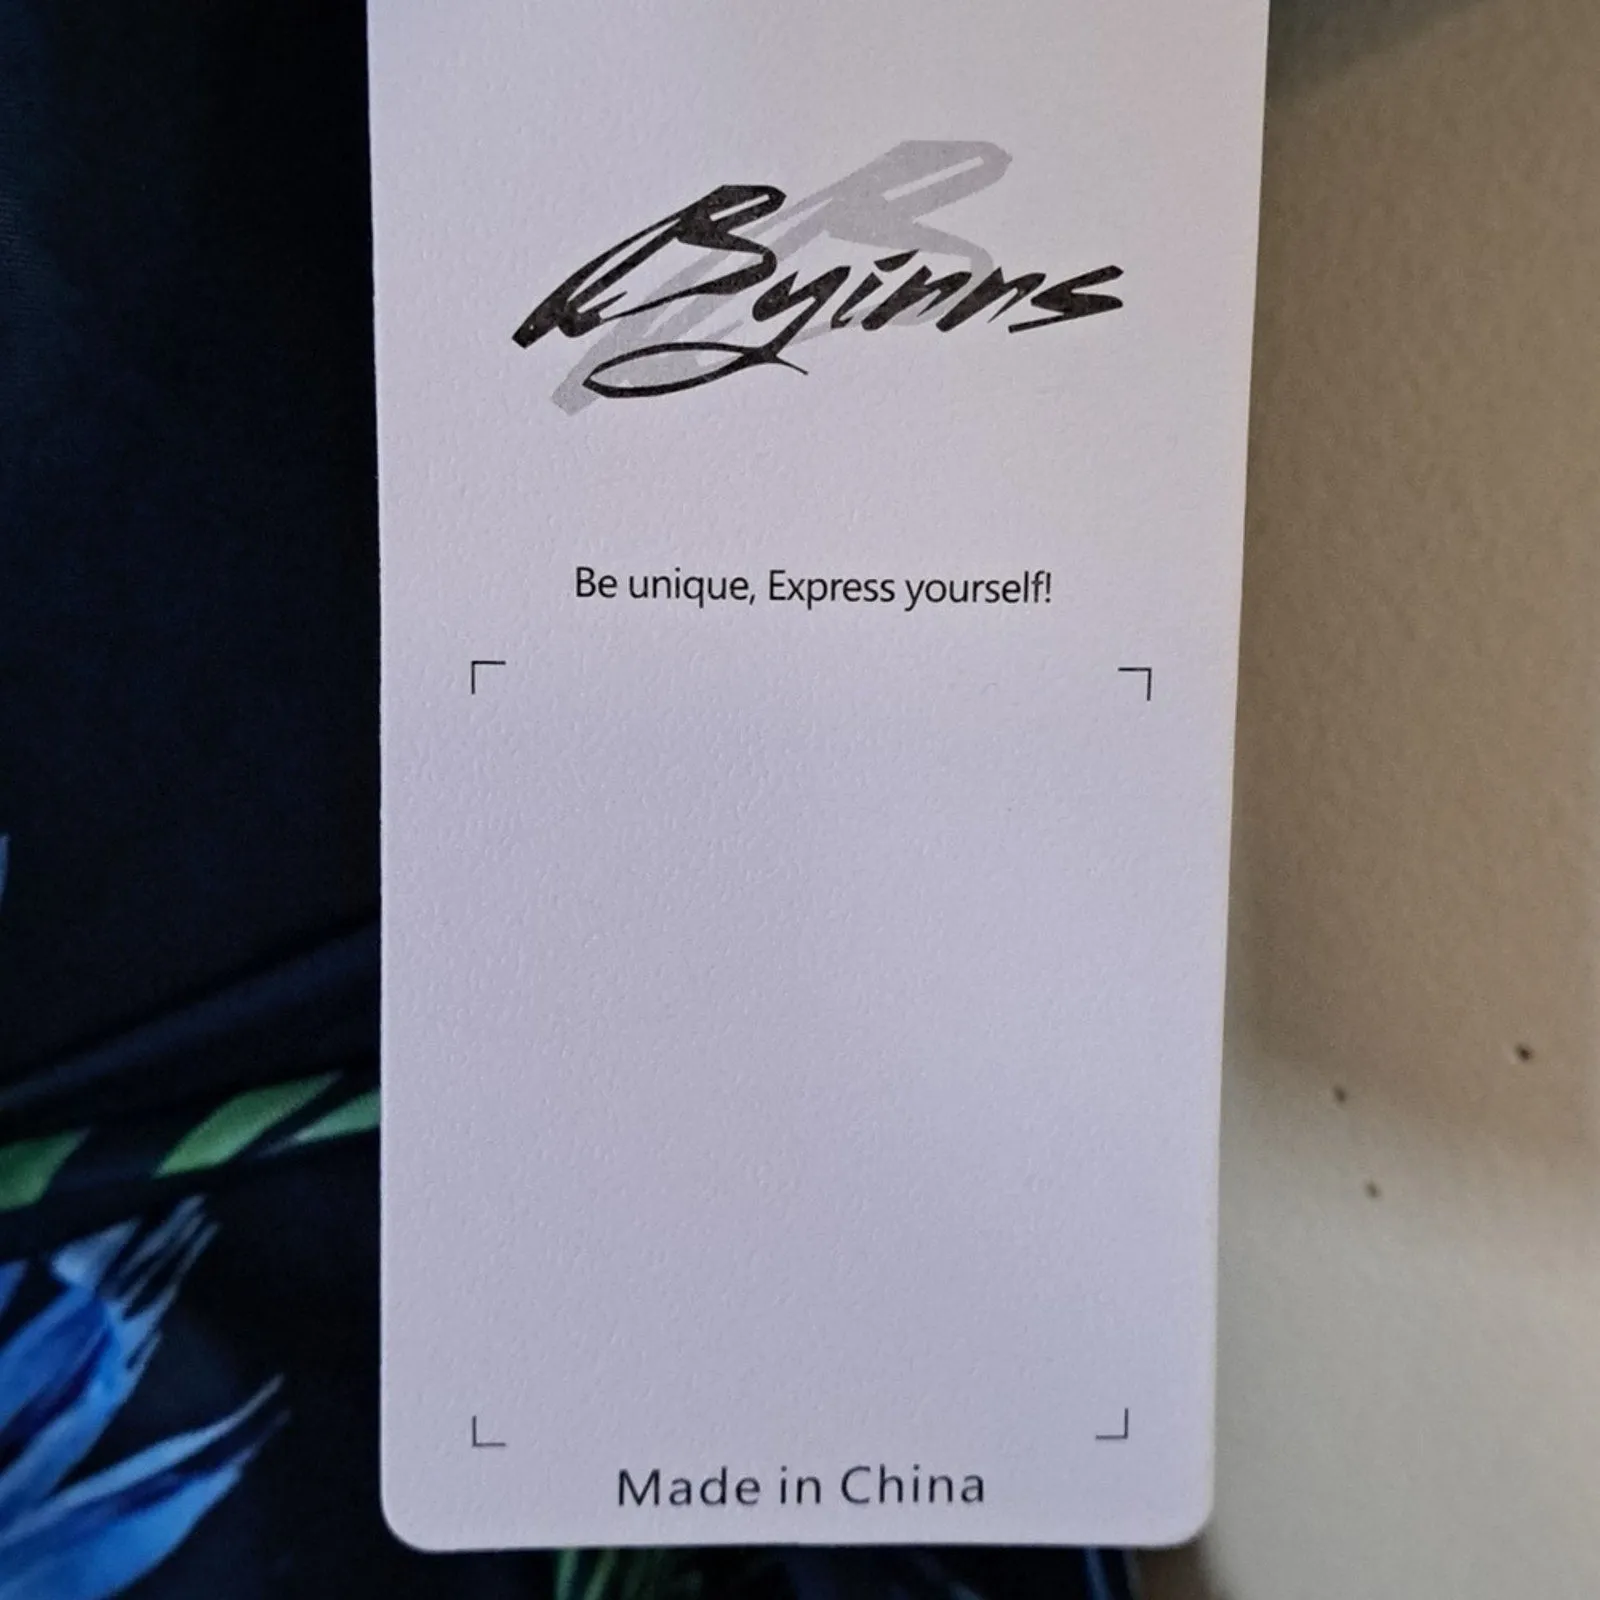 Byinns
Be unique, Express yourself!
Made in China